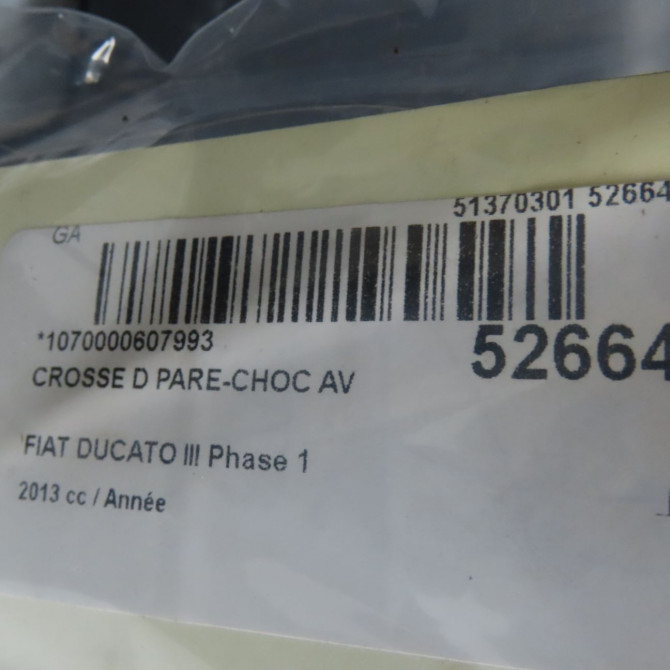 51370301 52664
GA
*1070000607993
52664
CROSSE D PARE-CHOC AV
FIAT DUCATO III Phase 1
2013 cc / Année